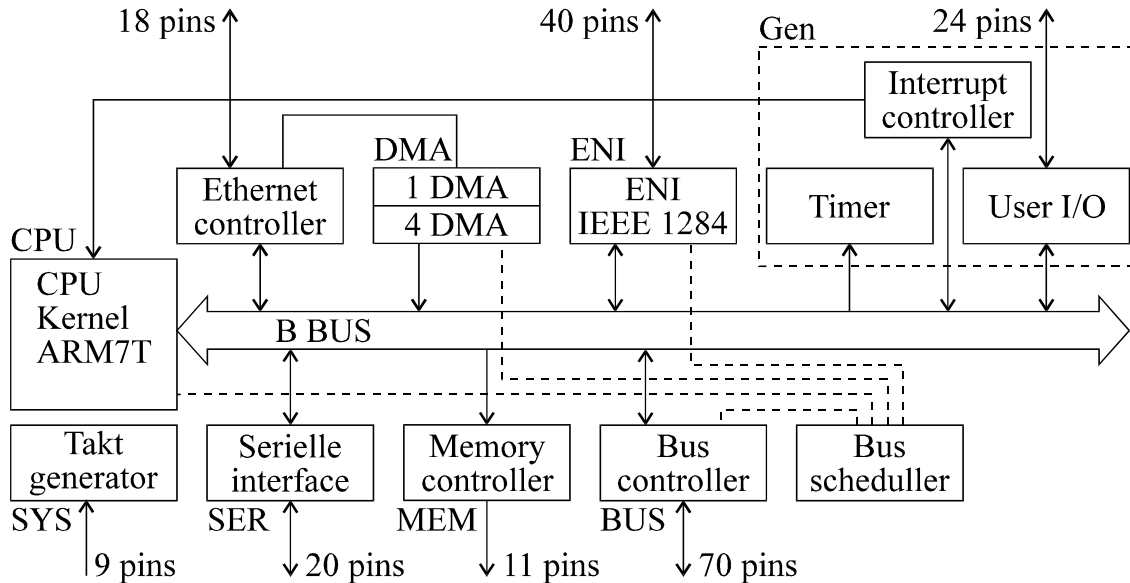 18 pins
40 pins
Gen
24 pins
Interrupt
controller
DMA
ENI
Ethernet
controller
1 DMA
4 DMA
ENI
IEEE 1284
Timer
User I/O
CPU
CPU
Kernel
ARM7T
B BUS
Takt
generator
Serielle
interface
Memory
controller
Bus
controller
Bus
scheduller
SYS
SER
MEM
BUS
9 pins
20 pins
11 pins
70 pins